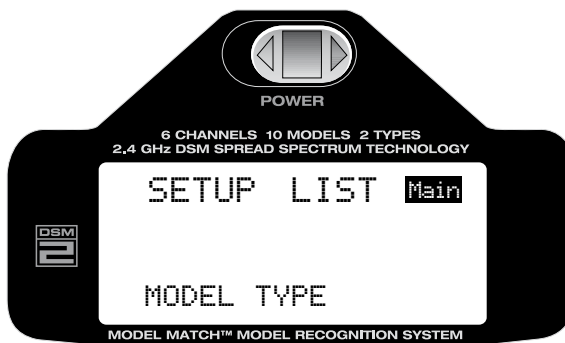 POWER
6 CHANNELS 10 MODELS 2 TYPES
2.4 GHz DSM SPREAD SPECTRUM TECHNOLOGY
SETUP LIST Main
DSM
2
MODEL TYPE
MODEL MATCH™ MODEL RECOGNITION SYSTEM